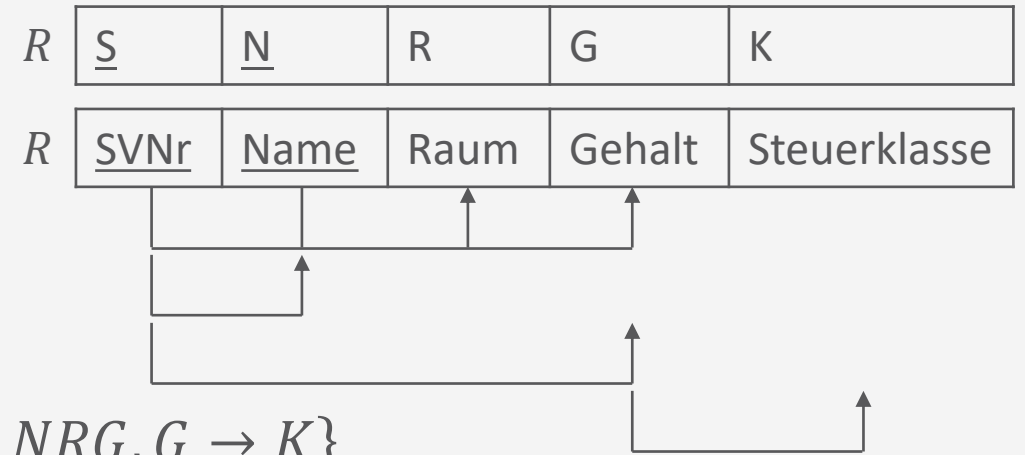 R S N R G K
R SVNr Name Raum Gehalt Steuerklasse
NRG, G → K}